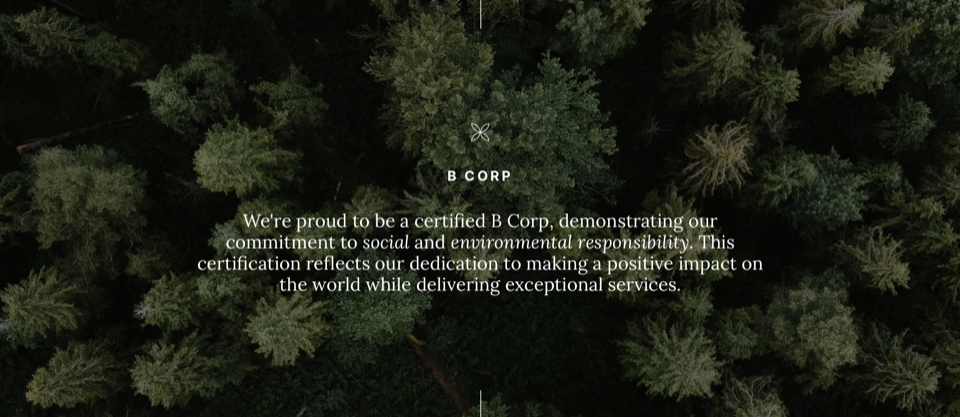 B CORP
We're proud to be a certified B Corp, demonstrating our
commitment to social and environmental responsibility. This
certification reflects our dedication to making a positive impact on
the world while delivering exceptional services.